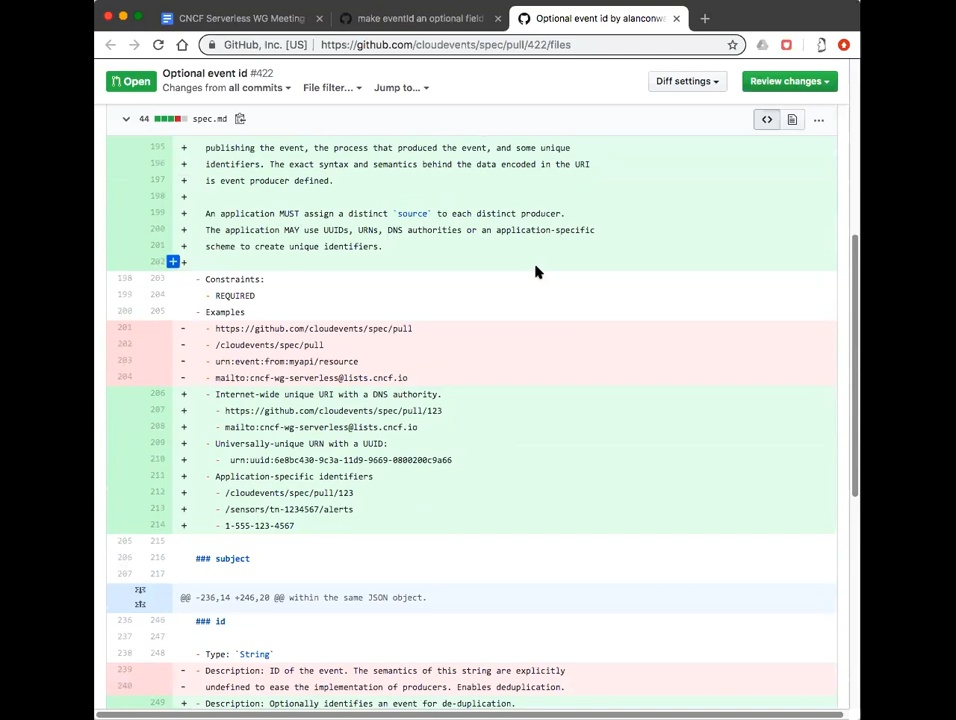 CNCF Serverless WG Meeting
make eventId an optional field
Optional event id by alanconw
GitHub, Inc. [US] https://github.com/cloudevents/spec/pull/422/files
Open
Optional event id #422
Changes from all commits
File filter...
Jump to...
Diff settings
Review changes
44 spec.md
195 + publishing the event, the process that produced the event, and some unique
196 + identifiers. The exact syntax and semantics behind the data encoded in the URI
197 + is event producer defined.
198 +
199 + An application MUST assign a distinct `source` to each distinct producer.
200 + The application MAY use UUIDs, URNs, DNS authorities or an application-specific
201 + scheme to create unique identifiers.
202 + +
198 203 - Constraints:
199 204 - REQUIRED
200 205 - Examples
201 - - https://github.com/cloudevents/spec/pull
202 - - /cloudevents/spec/pull
203 - - urn:event:from:myapi/resource
204 - - mailto:cncf-wg-serverless@lists.cncf.io
206 + - Internet-wide unique URI with a DNS authority.
207 + - https://github.com/cloudevents/spec/pull/123
208 + - mailto:cncf-wg-serverless@lists.cncf.io
209 + - Universally-unique URN with a UUID:
210 + - urn:uuid:6e8bc430-9c3a-11d9-9669-0800200c9a66
211 + - Application-specific identifiers
212 + - /cloudevents/spec/pull/123
213 + - /sensors/tn-1234567/alerts
214 + - 1-555-123-4567
205 215
206 216 ### subject
207 217
@@ -236,14 +246,20 @@ within the same JSON object.
236 246 ### id
237 247
238 248 - Type: `String`
239 - - Description: ID of the event. The semantics of this string are explicitly
240 - undefined to ease the implementation of producers. Enables deduplication.
249 + - Description: Optionally identifies an event for de-duplication.